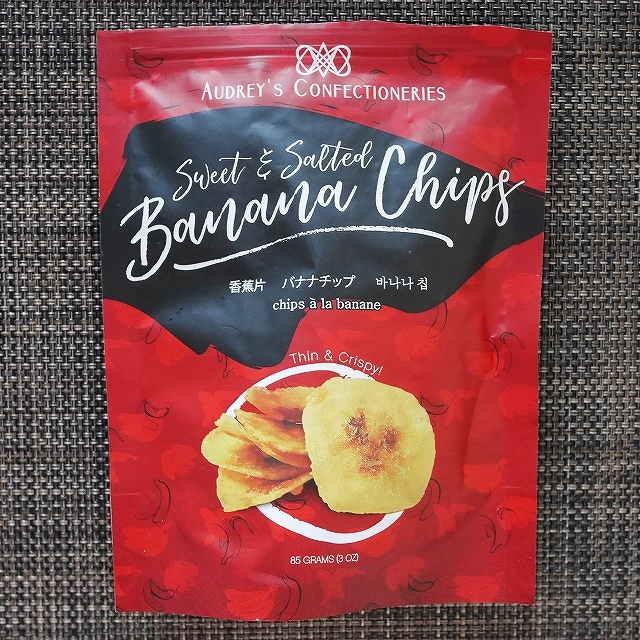 AUDREY'S CONFECTIONERIES
Sweet & Salted
Banana Chips
香蕉片 バナナチップ 바나나 칩
chips à la banane
Thin & Crispy!
85 GRAMS (3 OZ)